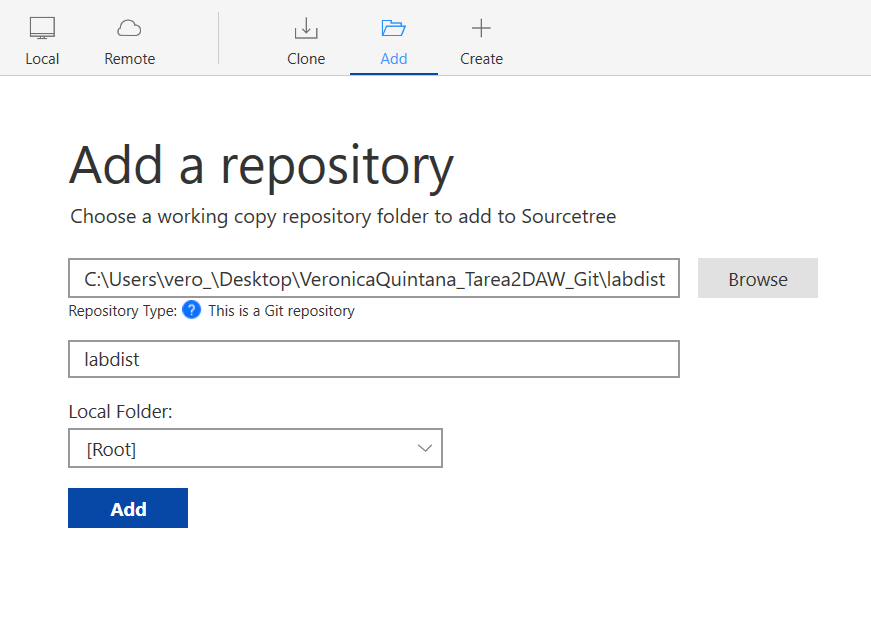 Local
Remote
Clone
Add
Create
Add a repository
Choose a working copy repository folder to add to Sourcetree
C:\Users\vero_\Desktop\VeronicaQuintana_Tarea2DAW_Git\labdist
Browse
Repository Type: ? This is a Git repository
labdist
Local Folder:
[Root]
Add